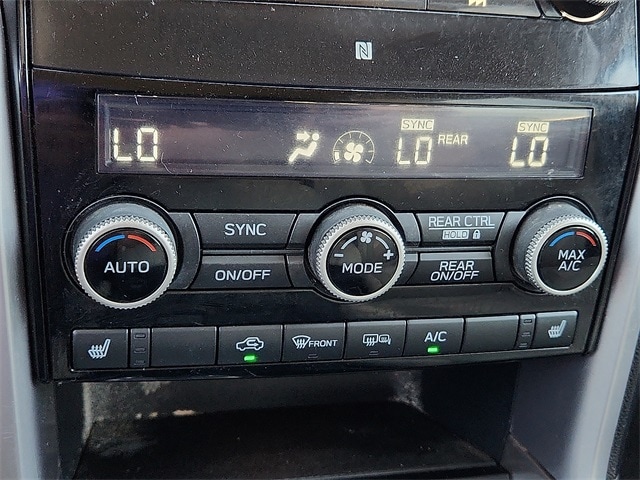 SYNC SYNC
LO LO REAR LO
SYNC REAR CTRL
HOLD
AUTO MODE MAX A/C
ON/OFF REAR ON/OFF
FRONT A/C